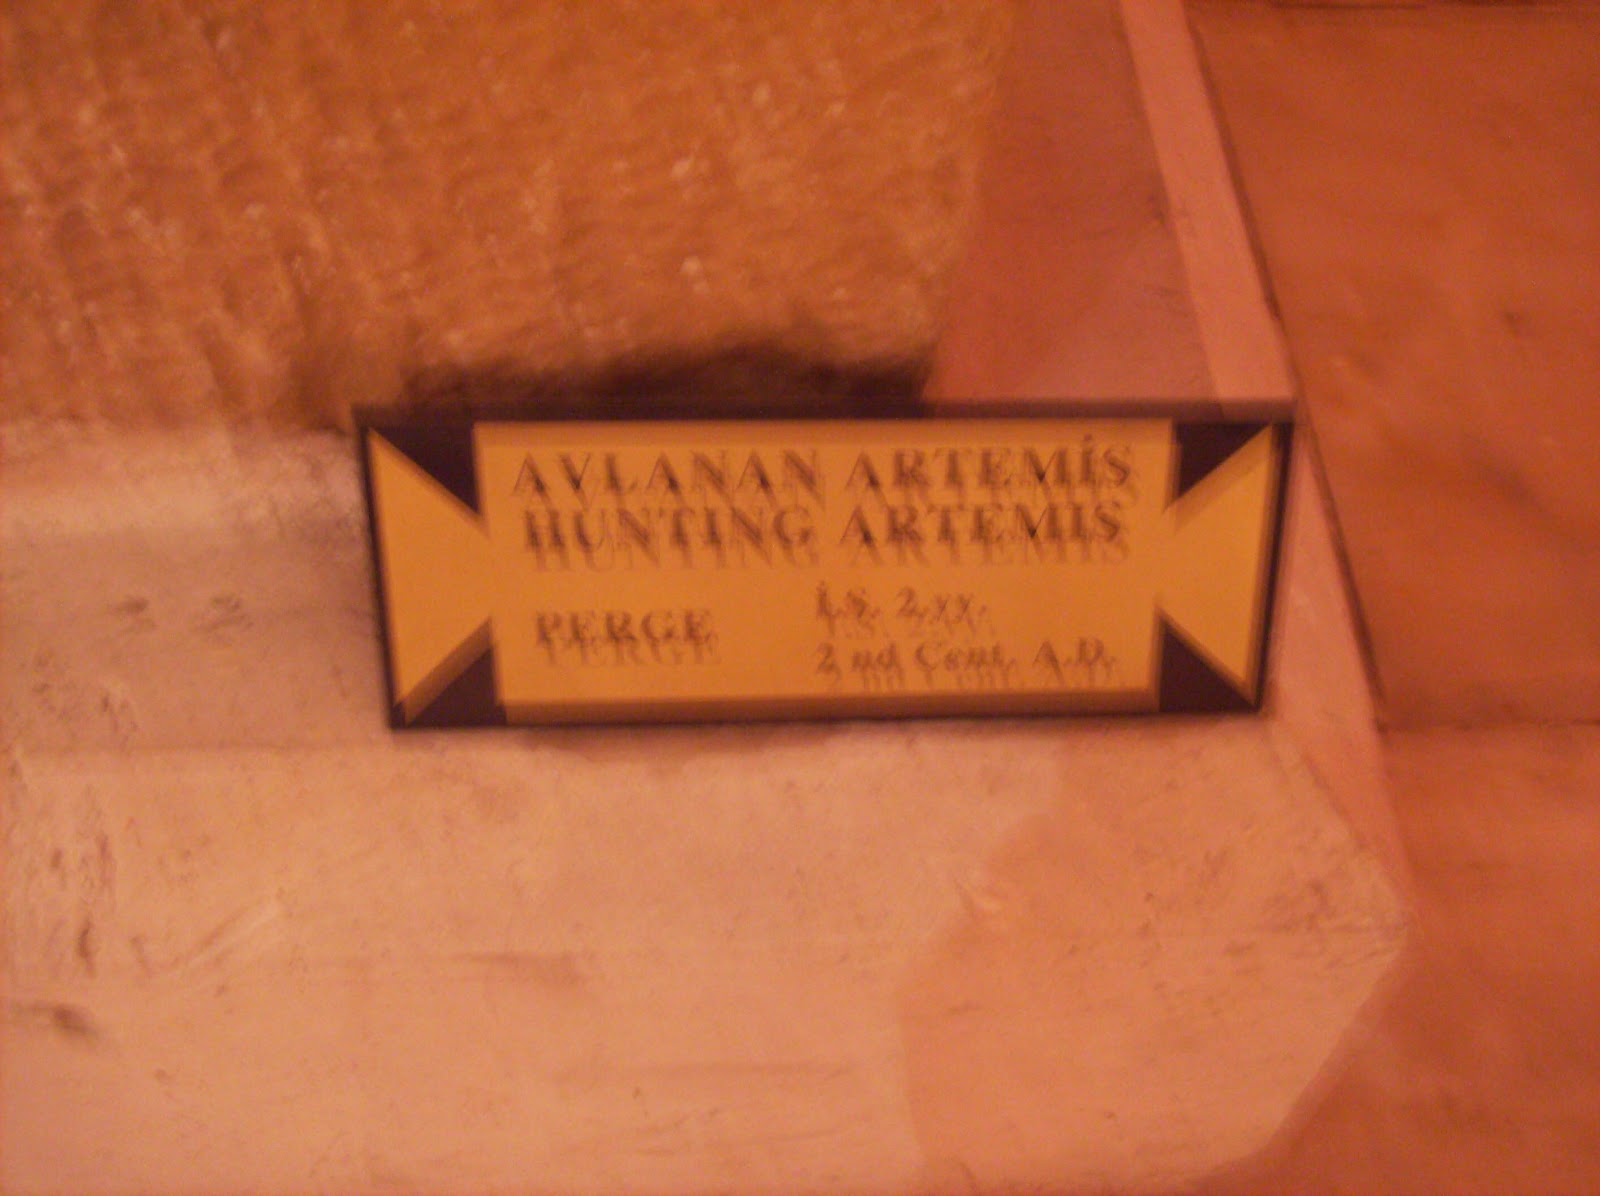 AVLANAN ARTEMİS
HUNTING ARTEMIS
PERGE
İ.S. 2.yy.
2 nd Cent. A.D.